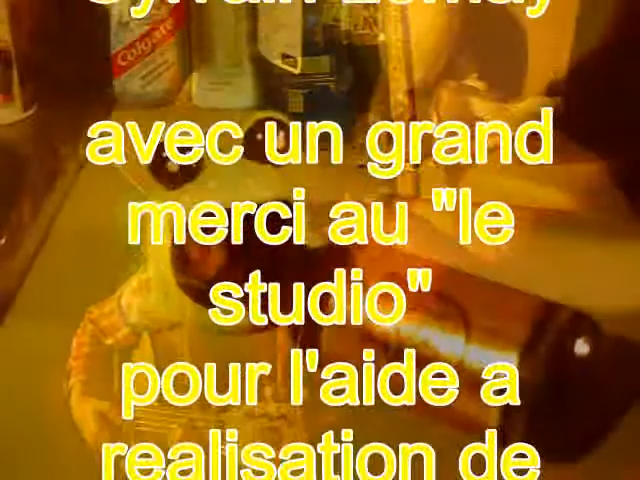 Colgate
avec un grand
merci au "le
studio"
pour l'aide a
realisation de